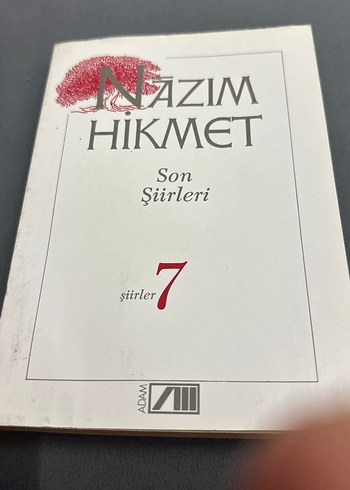 NÂZIM
HİKMET
Son
Şiirleri
şiirler 7
ADAM